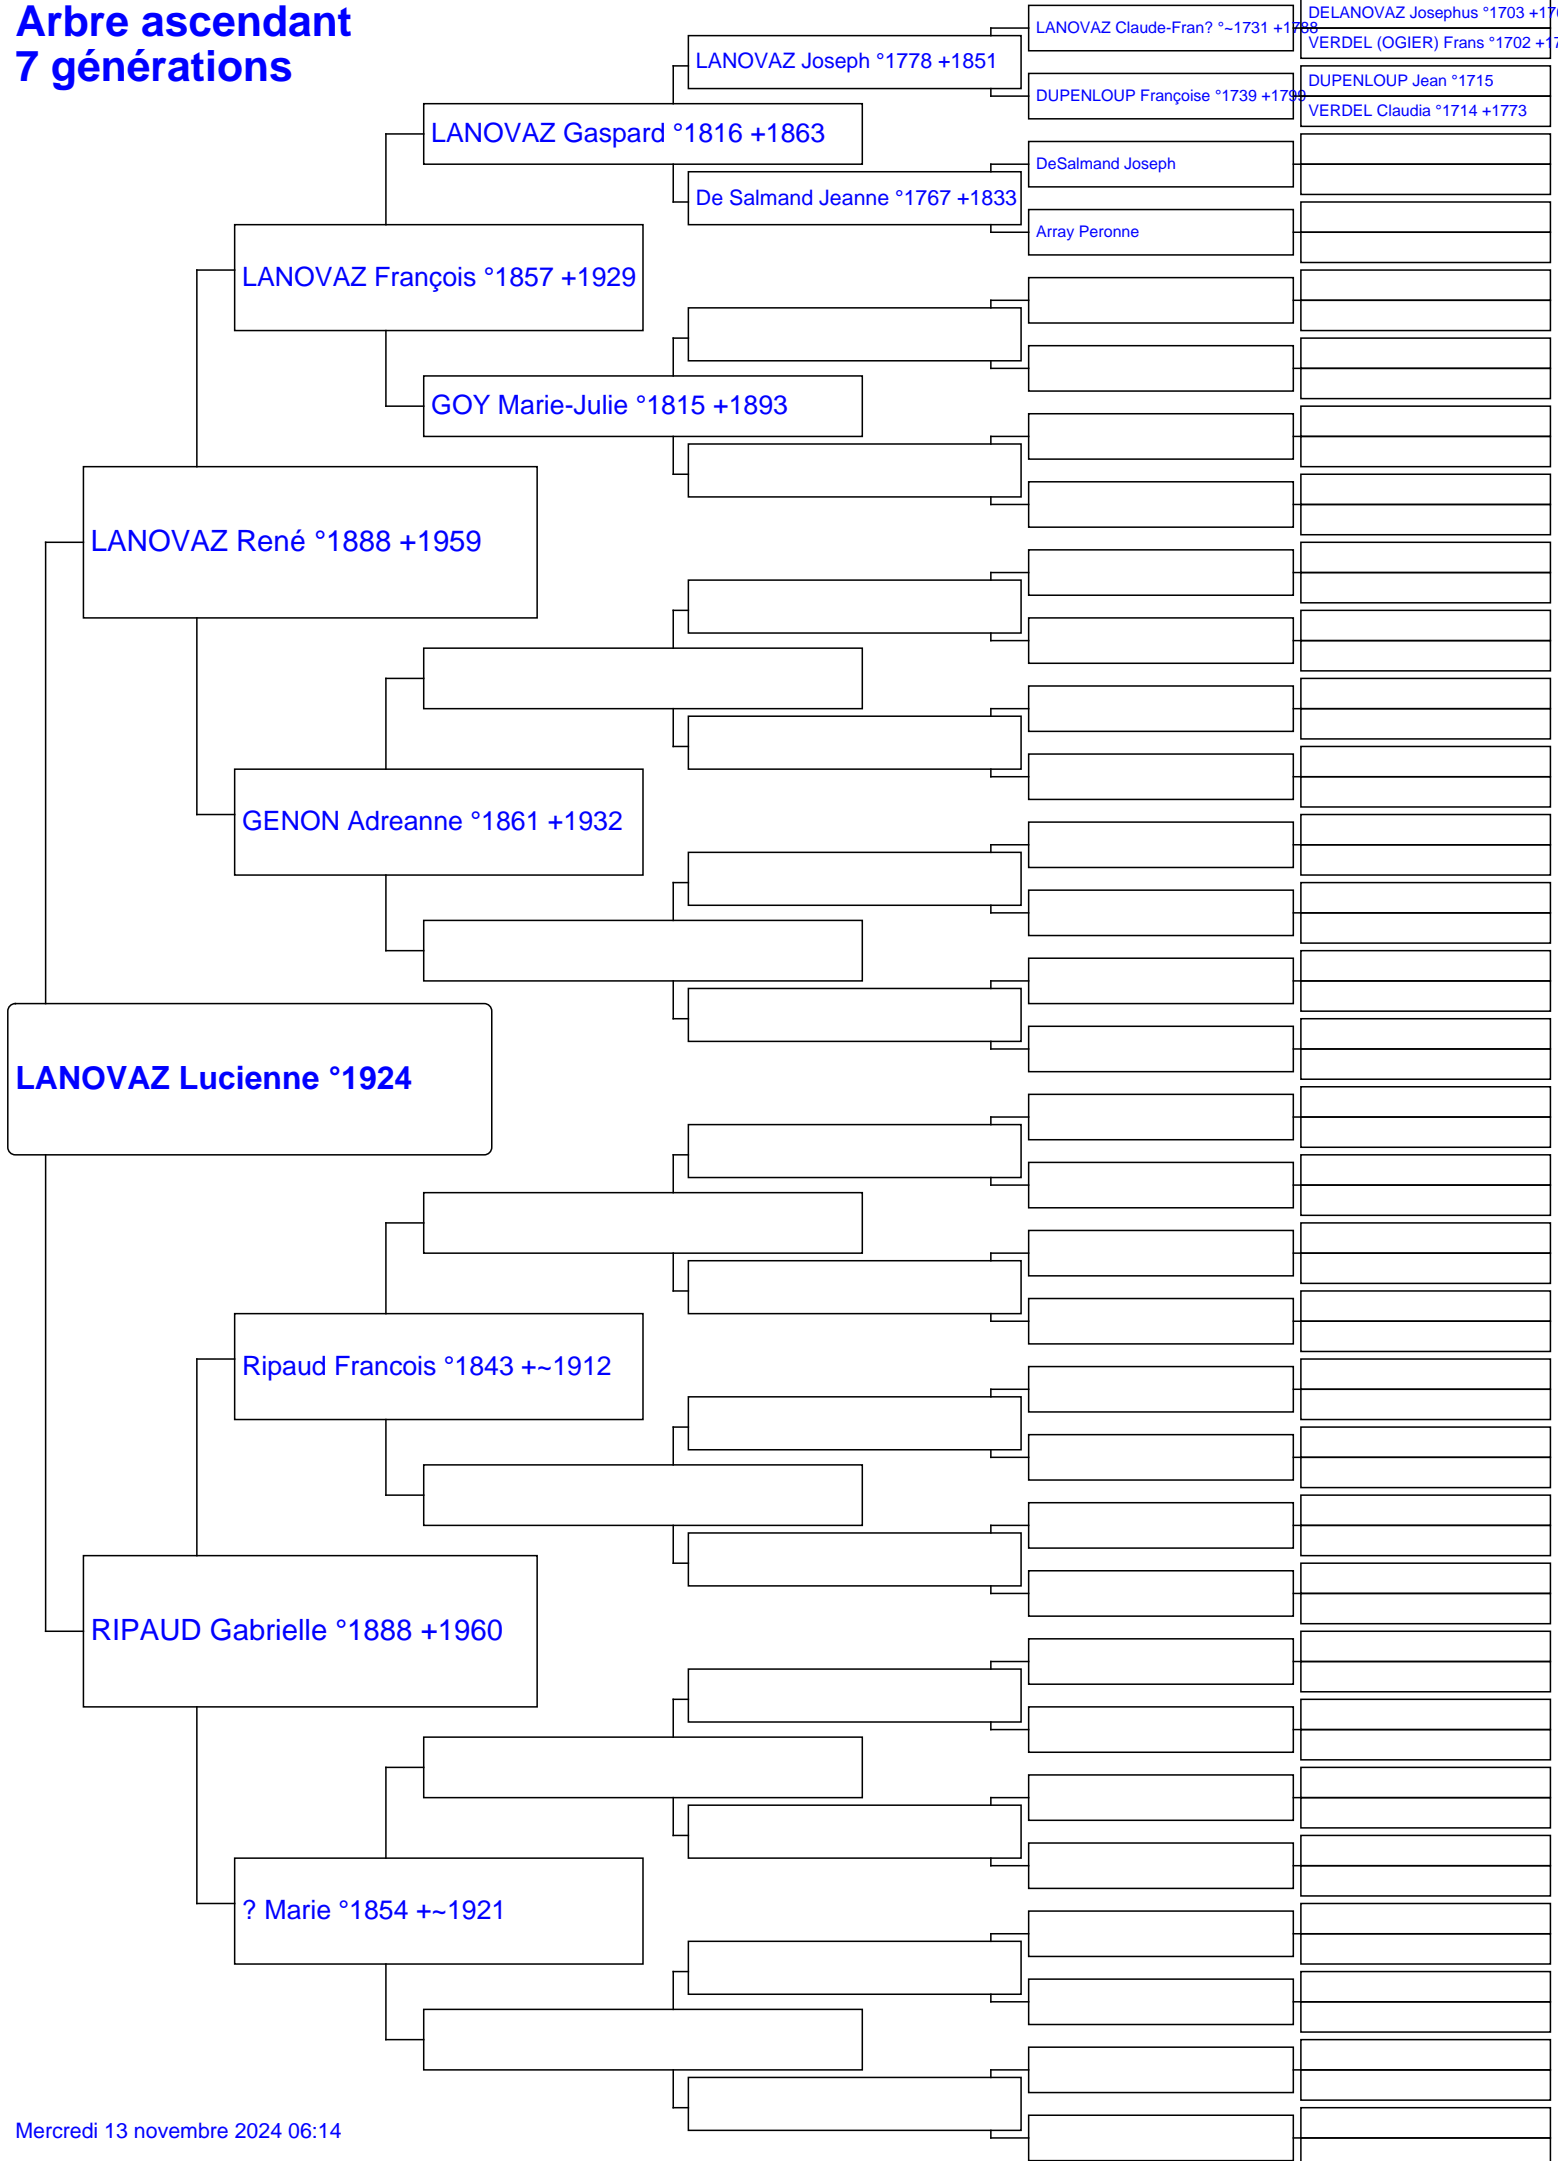 Arbre ascendant
7 générations
LANOVAZ Claude-Fran? °~1731 +1788
DELANOVAZ Josephus °1703
VERDEL (OGIER) Frans °1702
LANOVAZ Joseph °1778 +1851
DUPENLOUP Françoise °1739 +1799
DUPENLOUP Jean °1715
VERDEL Claudia °1714 +1773
LANOVAZ Gaspard °1816 +1863
DeSalmand Joseph
De Salmand Jeanne °1767 +1833
Array Peronne
LANOVAZ François °1857 +1929
GOY Marie-Julie °1815 +1893
LANOVAZ René °1888 +1959
GENON Adreanne °1861 +1932
LANOVAZ Lucienne °1924
Ripaud Francois °1843 +~1912
RIPAUD Gabrielle °1888 +1960
? Marie °1854 +~1921
Mercredi 13 novembre 2024 06:14